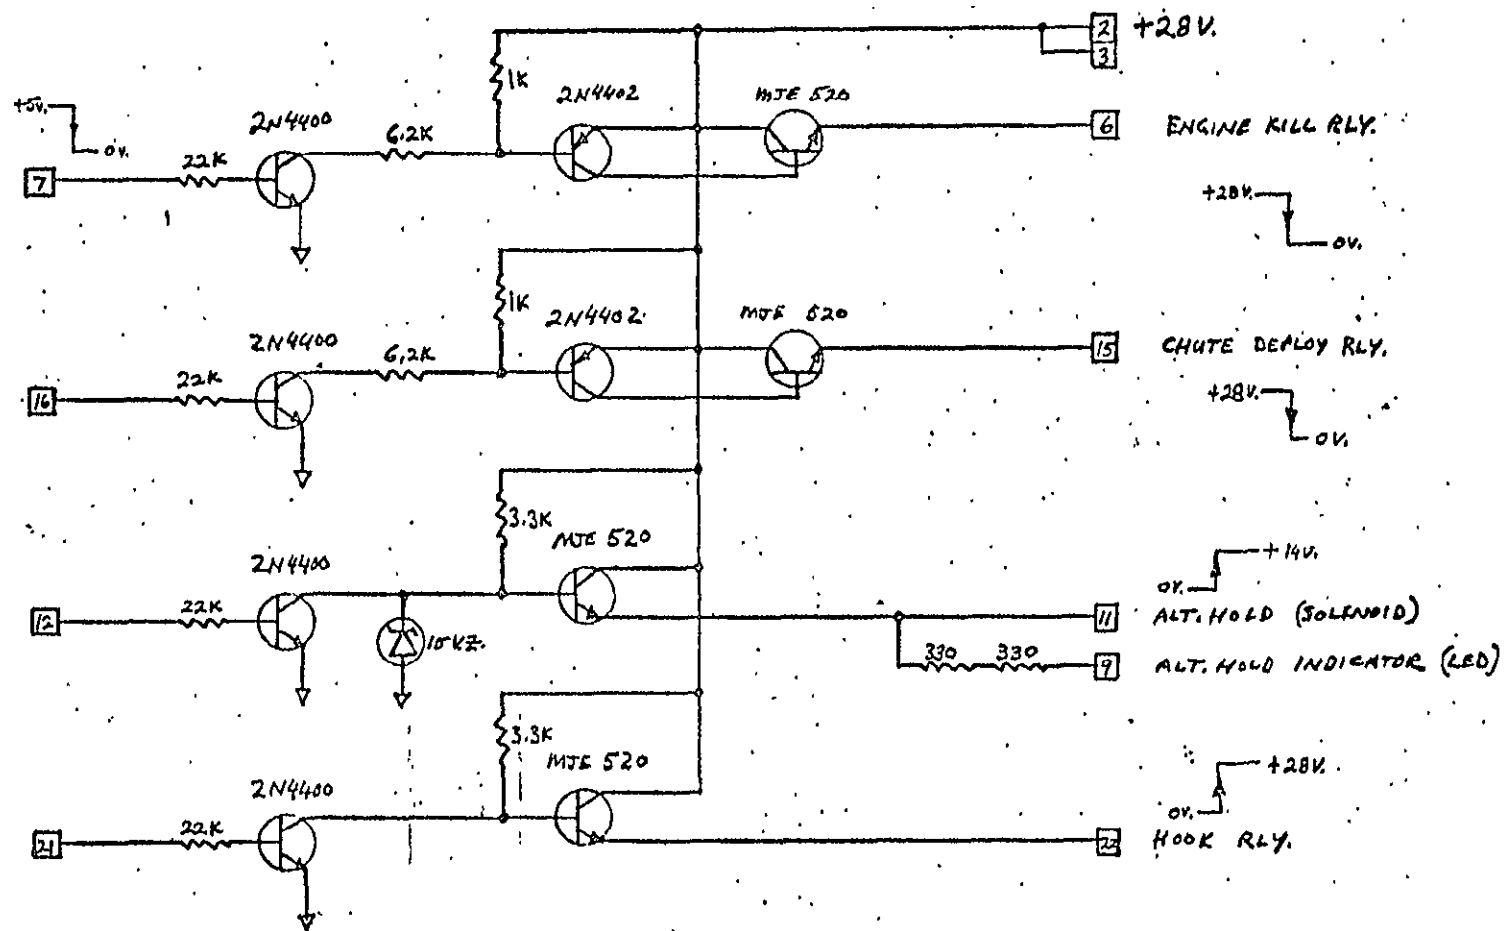 2 +28V.
3
1K
2N4402
MJE 520
+5V.
0V.
2N4400
6.2K
6 ENGINE KILL RLY.
22K
7
+28V.
0V.
1K
2N4402
MJE 520
2N4400
6.2K
15 CHUTE DEPLOY RLY.
22K
16
+28V.
0V.
3.3K
MJE 520
2N4400
+14V.
0V.
22K
12
11 ALT. HOLD (SOLENOID)
330 330
9 ALT. HOLD INDICATOR (LED)
3.3K
MJE 520
2N4400
+28V.
0V.
22K
21
22 HOOK RLY.